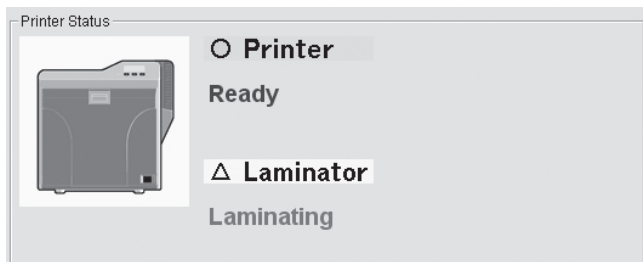 Printer Status
○ Printer
Ready
△ Laminator
Laminating